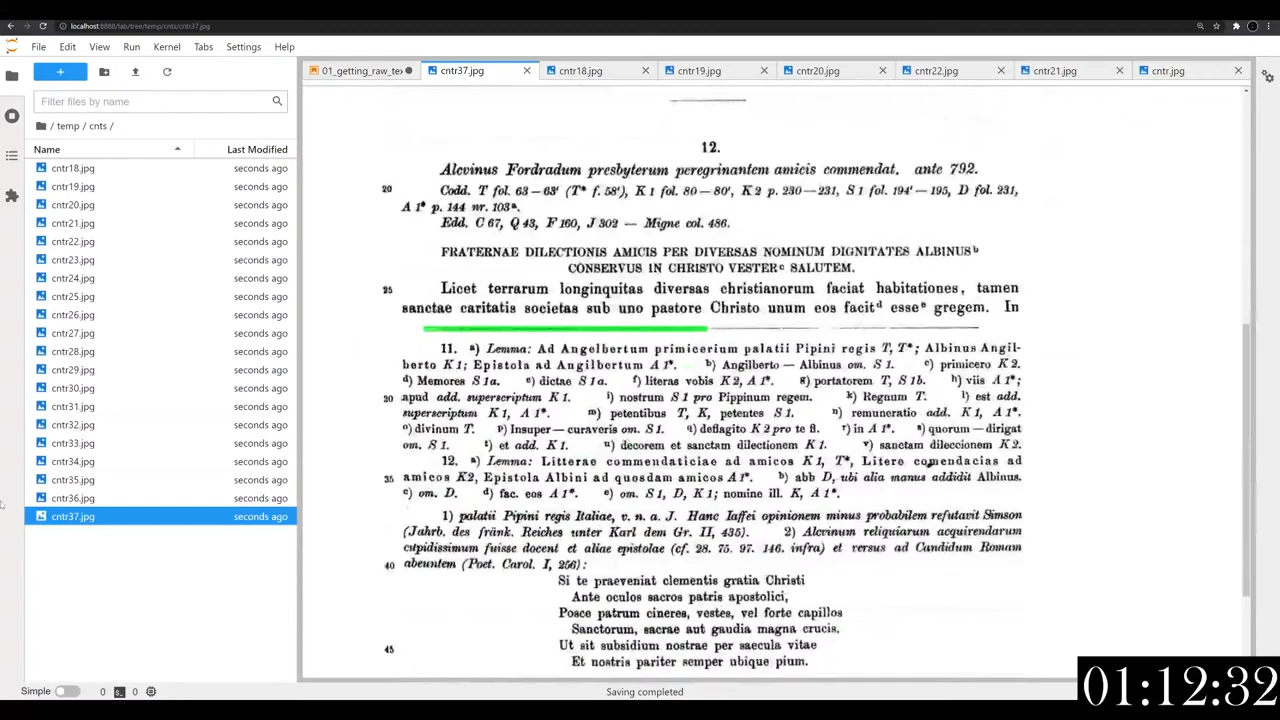 localhost:8888/lab/tree/temp/cnts/cntr37.jpg
File Edit View Run Kernel Tabs Settings Help
01_getting_raw_te cntr37.jpg cntr18.jpg cntr19.jpg cntr20.jpg cntr22.jpg cntr21.jpg cntr.jpg
Filter files by name
/ temp / cnts /
Name Last Modified
cntr18.jpg seconds ago
cntr19.jpg seconds ago
cntr20.jpg seconds ago
cntr21.jpg seconds ago
cntr22.jpg seconds ago
cntr23.jpg seconds ago
cntr24.jpg seconds ago
cntr25.jpg seconds ago
cntr26.jpg seconds ago
cntr27.jpg seconds ago
cntr28.jpg seconds ago
cntr29.jpg seconds ago
cntr30.jpg seconds ago
cntr31.jpg seconds ago
cntr32.jpg seconds ago
cntr33.jpg seconds ago
cntr34.jpg seconds ago
cntr35.jpg seconds ago
cntr36.jpg seconds ago
cntr37.jpg seconds ago
12.
Alcvinus Fordradum presbyterum peregrinantem amicis commendat. ante 792.
20 Codd. T fol. 63—63' (T* f. 58'), K 1 fol. 80—80', K 2 p. 230—231, S 1 fol. 194'—195, D fol. 231,
A 1* p. 144 nr. 103ᵃ.
Edd. C 67, Q 43, F 160, J 302 — Migne col. 486.
FRATERNAE DILECTIONIS AMICIS PER DIVERSAS NOMINUM DIGNITATES ALBINUSᵇ
CONSERVUS IN CHRISTO VESTERᶜ SALUTEM.
25 Licet terrarum longinquitas diversas christianorum faciat habitationes, tamen
sanctae caritatis societas sub uno pastore Christo unum eos facitᵈ esseᵉ gregem. In
11. ᵃ) Lemma: Ad Angelbertum primicerium palatii Pipini regis T, T*; Albinus Angil-
berto K 1; Epistola ad Angilbertum A 1*. ᵇ) Angilberto — Albinus om. S 1. ᶜ) primicero K 2.
ᵈ) Memores S 1a. ᵉ) dictae S 1a. ᶠ) literas vobis K 2, A 1*. ᵍ) portatorem T, S 1b. ʰ) viis A 1*;
30 apud add. superscriptum K 1. ⁱ) nostrum S 1 pro Pippinum regem. ᵏ) Regnum T. ˡ) est add.
superscriptum K 1, A 1*. ᵐ) petentibus T, K, petentes S 1. ⁿ) remuneratio add. K 1, A 1*.
ᵒ) divinum T. ᵖ) Insuper — curaveris om. S 1. ᑫ) deflagito K 2 pro te fl. ʳ) in A 1*. ˢ) quorum — dirigat
om. S 1. ᵗ) et add. K 1. ᵘ) decorem et sanctam dilectionem K 1. ᵛ) sanctam dileccionem K 2.
12. ᵃ) Lemma: Litterae commendaticiae ad amicos K 1, T*, Litere comendacias ad
35 amicos K2, Epistola Albini ad quosdam amicos A 1*. ᵇ) abb D, ubi alia manus addidit Albinus.
ᶜ) om. D. ᵈ) fac. eos A 1*. ᵉ) om. S 1, D, K 1; nomine ill. K, A 1*.
1) palatii Pipini regis Italiae, v. n. a. J. Hanc Iaffei opinionem minus probabilem refutavit Simson
(Jahrb. des fränk. Reiches unter Karl dem Gr. II, 435). 2) Alcvinum reliquiarum acquirendarum
cupidissimum fuisse docent et aliae epistolae (cf. 28. 75. 97. 146. infra) et versus ad Candidum Romam
40 abeuntem (Poet. Carol. I, 256):
Si te praeveniat clementis gratia Christi
Ante oculos sacros patris apostolici,
Posce patrum cineres, vestes, vel forte capillos
Sanctorum, sacrae aut gaudia magna crucis.
45 Ut sit subsidium nostrae per saecula vitae
Et nostris pariter semper ubique pium.
Simple 0 0 Saving completed
01:12:32